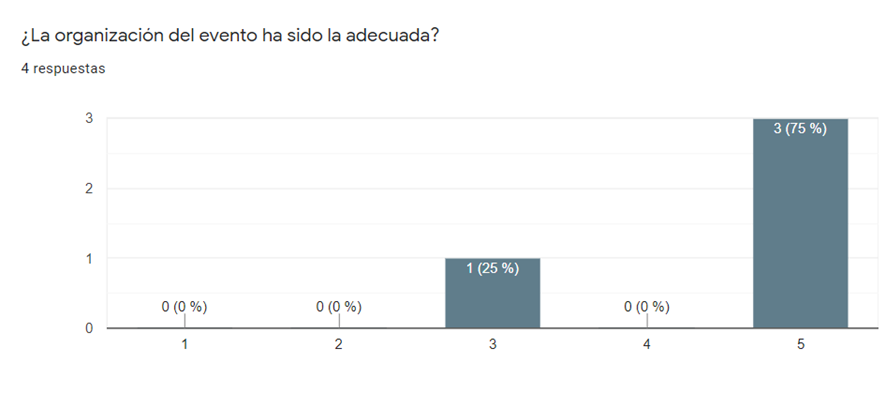 ¿La organización del evento ha sido la adecuada?
4 respuestas
3
3 (75 %)
2
1
1 (25 %)
0 (0 %)
0 (0 %)
0 (0 %)
0
1
2
3
4
5